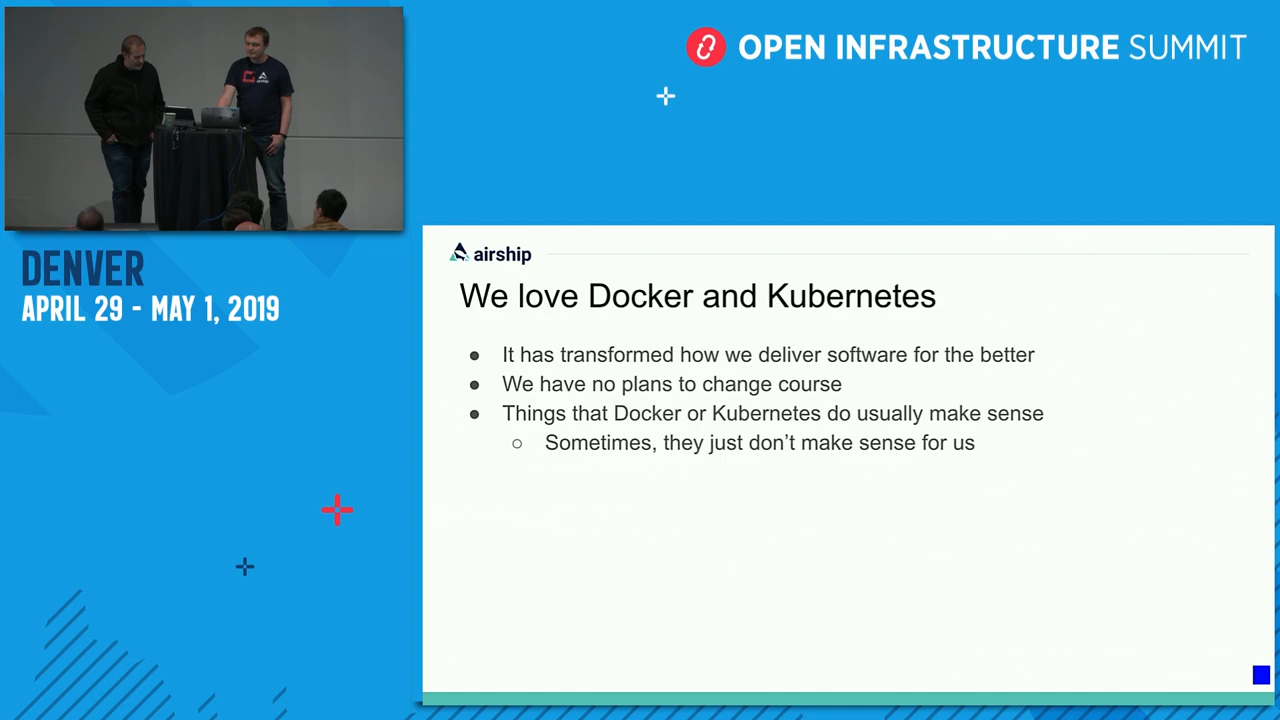 OPEN INFRASTRUCTURE SUMMIT
airship
DENVER
APRIL 29 - MAY 1, 2019
airship
We love Docker and Kubernetes
● It has transformed how we deliver software for the better
● We have no plans to change course
● Things that Docker or Kubernetes do usually make sense
○ Sometimes, they just don’t make sense for us